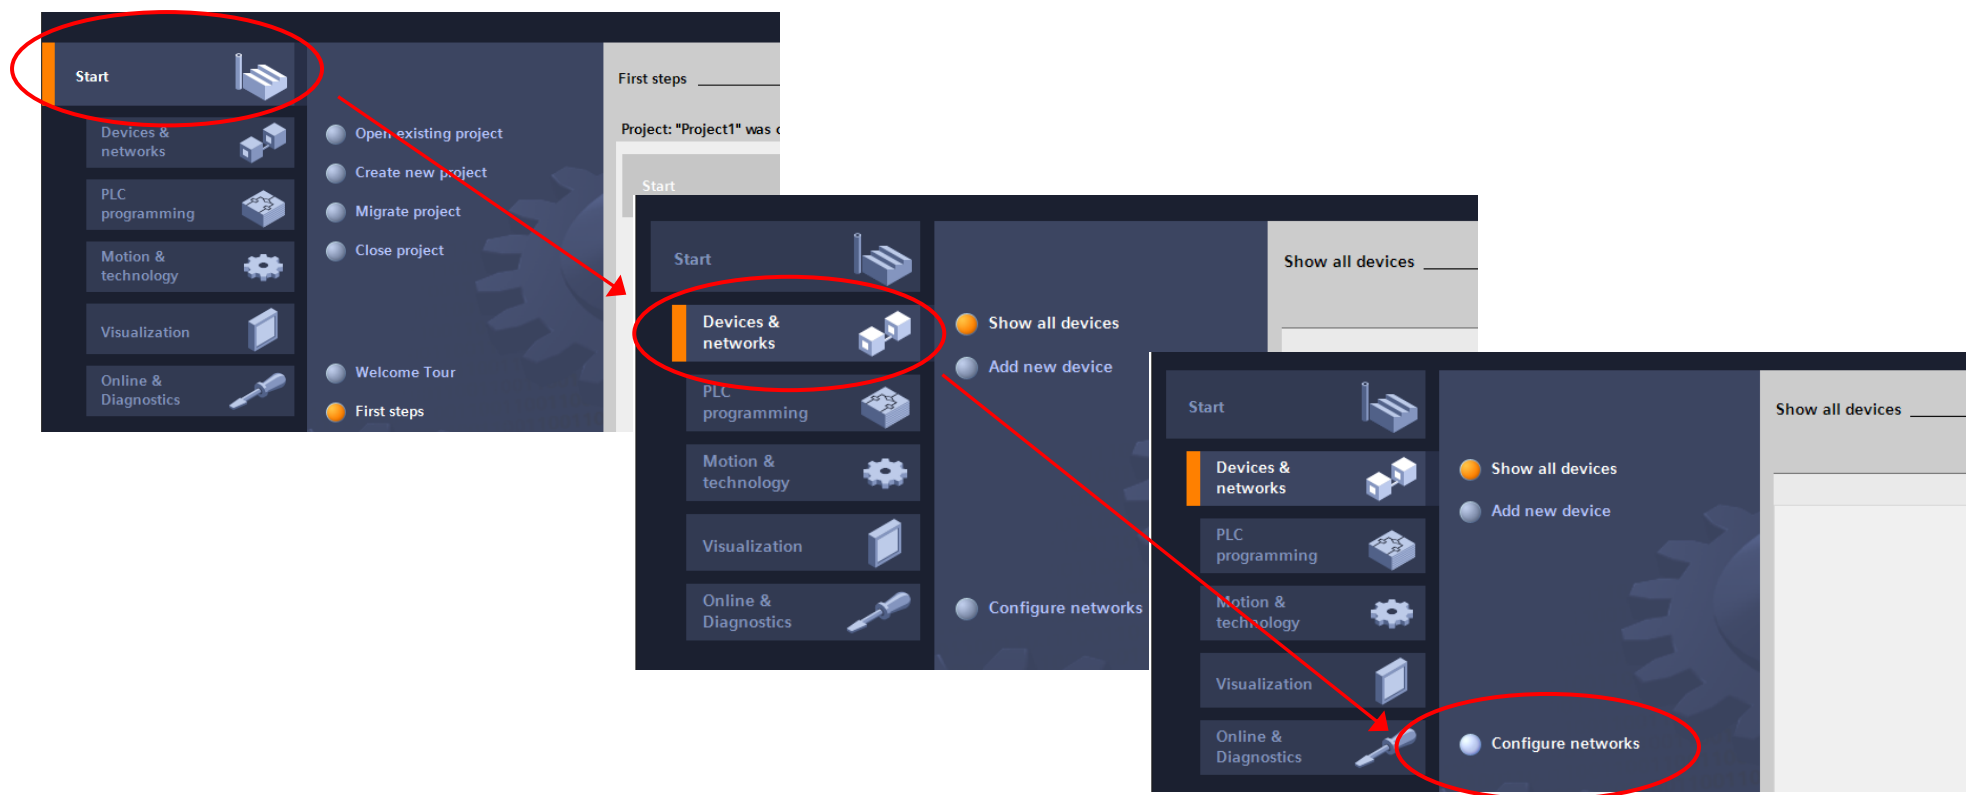 Start
Devices &
networks
PLC
programming
Motion &
technology
Visualization
Online &
Diagnostics
Open existing project
Create new project
Migrate project
Close project
Welcome Tour
First steps
First steps
Project: "Project1" was
Start
Start
Devices &
networks
PLC
programming
Motion &
technology
Visualization
Online &
Diagnostics
Show all devices
Add new device
Configure networks
Show all devices
Start
Devices &
networks
PLC
programming
Motion &
technology
Visualization
Online &
Diagnostics
Show all devices
Add new device
Configure networks
Show all devices